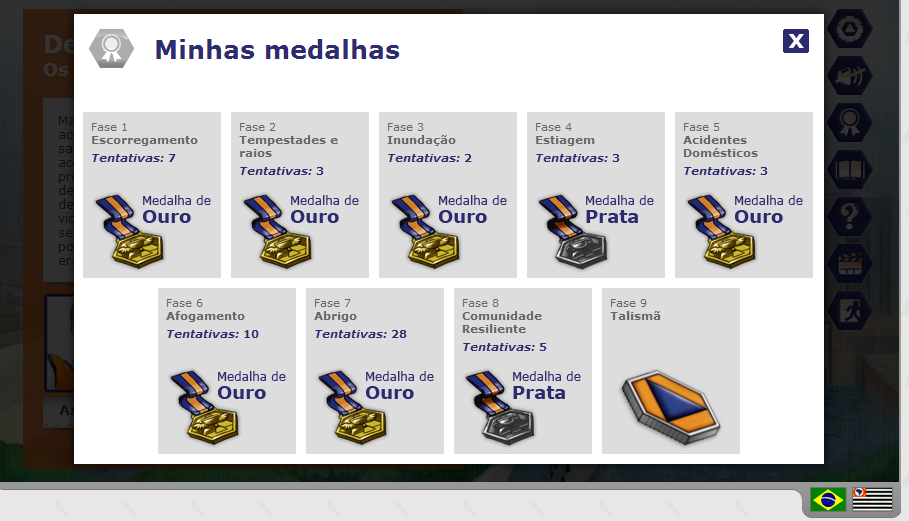 Minhas medalhas
X
Fase 1
Escorregamento
Tentativas: 7
Medalha de
Ouro
Fase 2
Tempestades e
raios
Tentativas: 3
Medalha de
Ouro
Fase 3
Inundação
Tentativas: 2
Medalha de
Ouro
Fase 4
Estiagem
Tentativas: 3
Medalha de
Prata
Fase 5
Acidentes
Domésticos
Tentativas: 3
Medalha de
Ouro
Fase 6
Afogamento
Tentativas: 10
Medalha de
Ouro
Fase 7
Abrigo
Tentativas: 28
Medalha de
Ouro
Fase 8
Comunidade
Resiliente
Tentativas: 5
Medalha de
Prata
Fase 9
Talismã